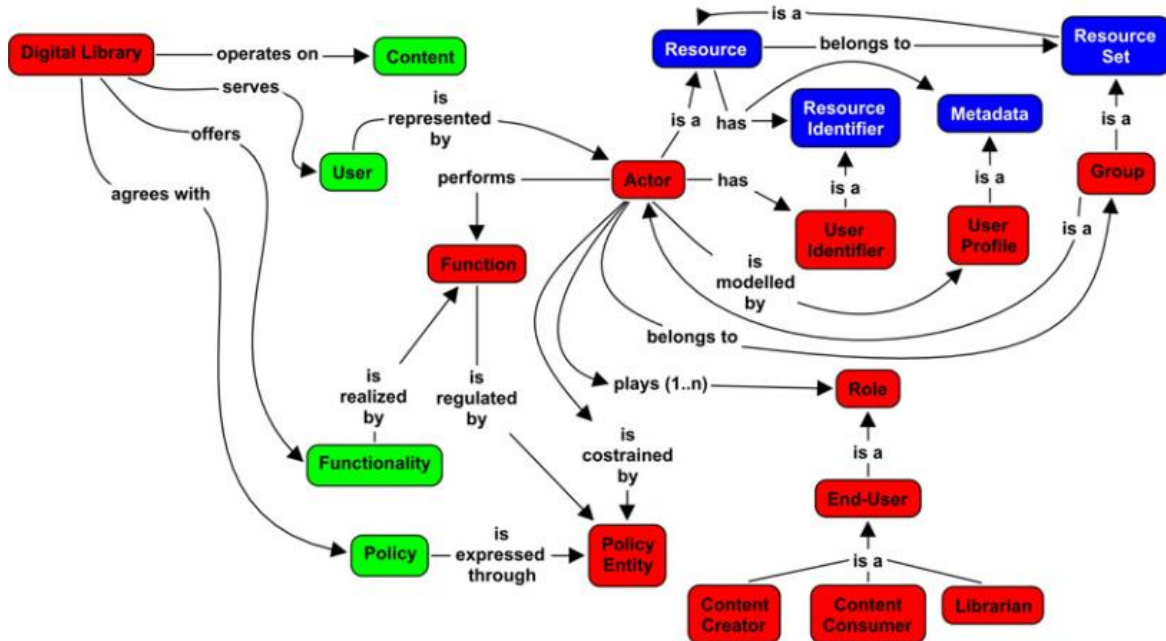 is a
Digital Library
operates on
Content
Resource
belongs to
Resource
Set
serves
is
represented
by
offers
is a
has
Resource
Identifier
Metadata
is a
User
agrees with
performs
Actor
has
is a
is a
Group
User
Identifier
User
Profile
is a
Function
is
modelled
by
belongs to
is
realized
by
is
regulated
by
plays (1..n)
Role
is
costrained
by
is a
Functionality
End-User
Policy
is
expressed
through
Policy
Entity
is a
Content
Creator
Content
Consumer
Librarian